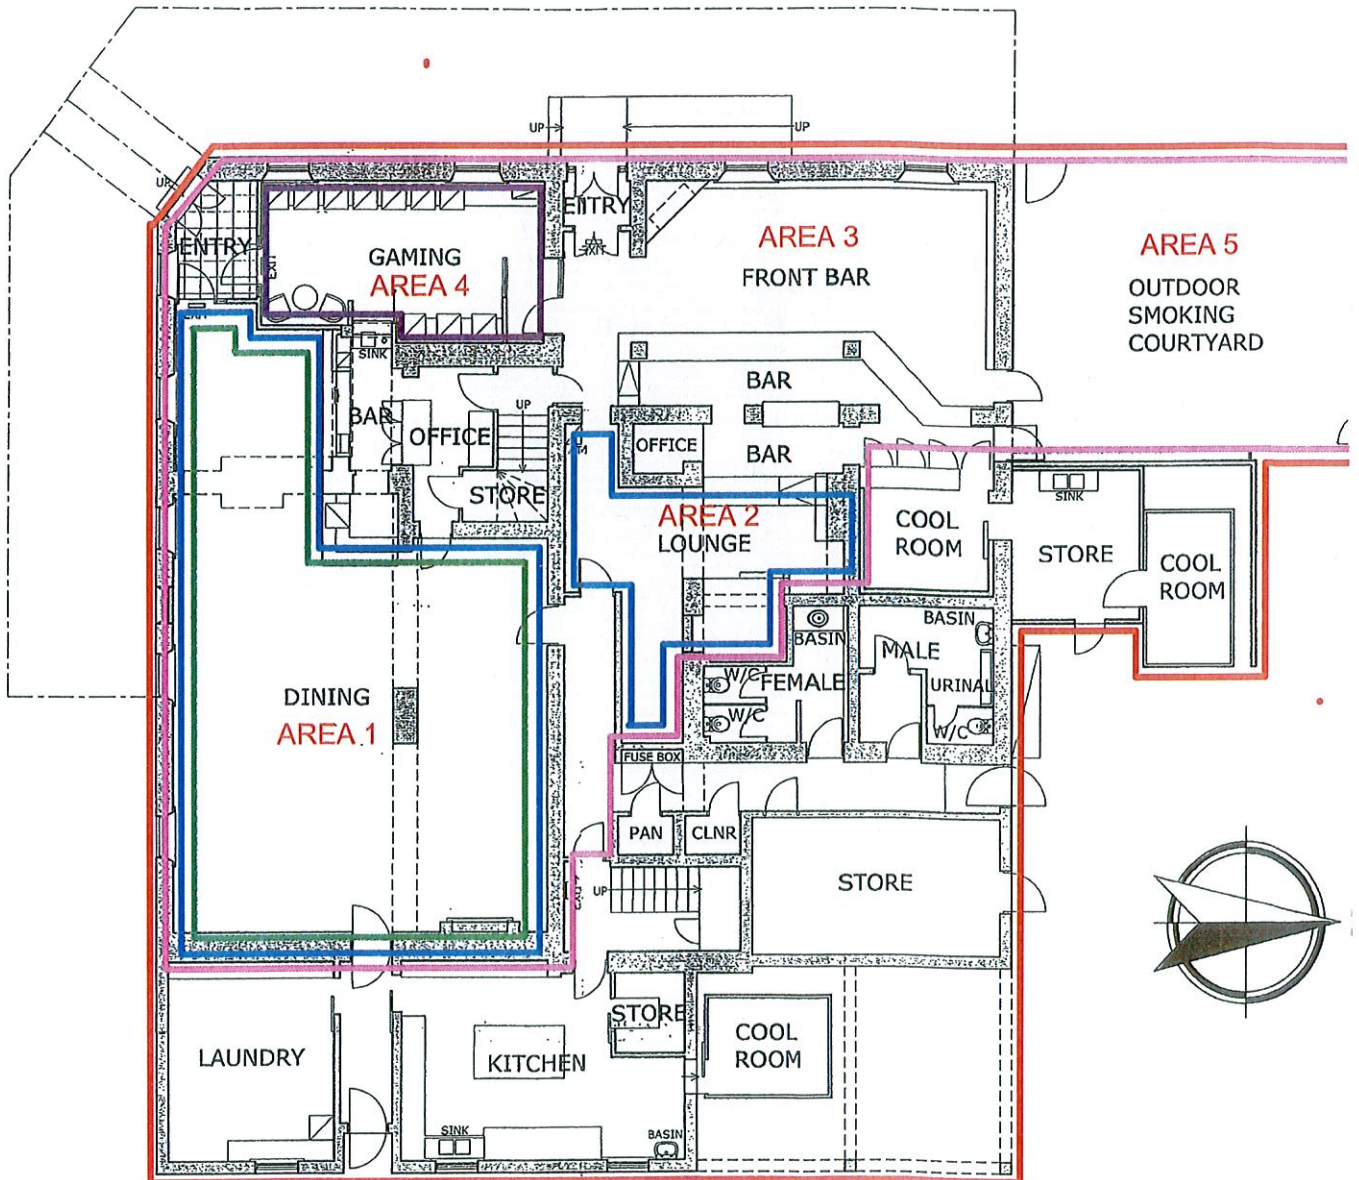 UP
UP
UP
ENTRY
ENTRY
EXIT
GAMING
AREA 4
AREA 3
FRONT BAR
AREA 5
OUTDOOR
SMOKING
COURTYARD
SINK
BAR
OFFICE
UP
STORE
BAR
OFFICE
BAR
AREA 2
LOUNGE
COOL
ROOM
SINK
STORE
COOL
ROOM
DINING
AREA 1
BASIN
W/C
FEMALE
W/C
BASIN
MALE
URINAL
W/C
FUSE BOX
PAN
CLNR
UP
STORE
LAUNDRY
KITCHEN
STORE
COOL
ROOM
SINK
BASIN